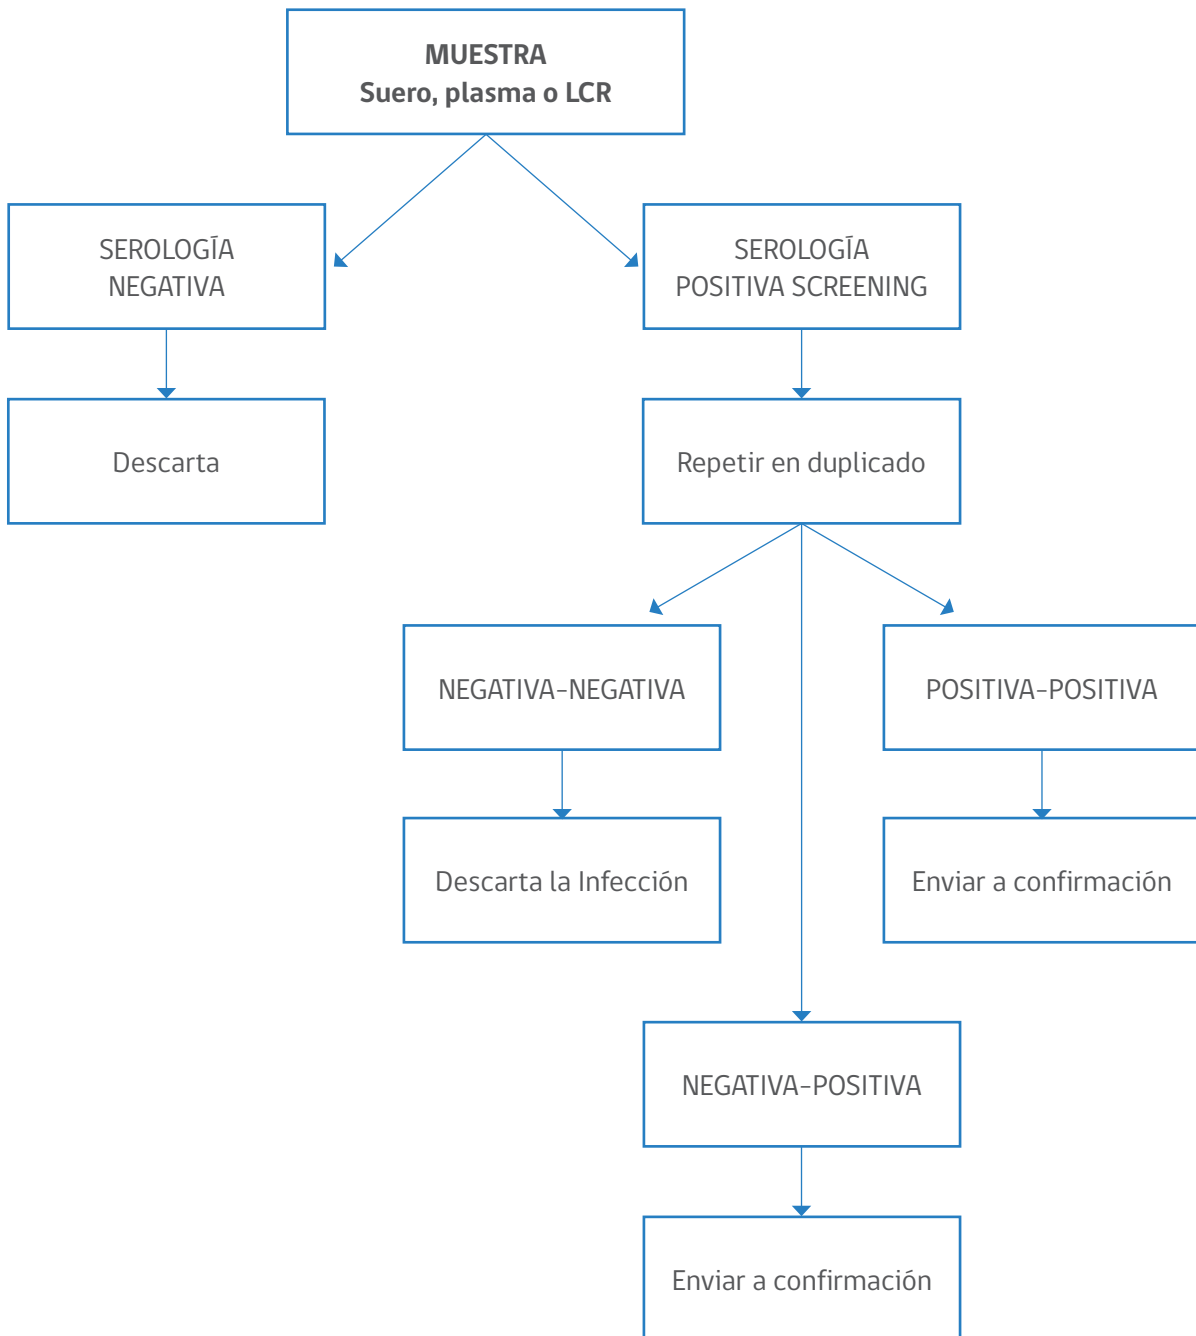 MUESTRA
Suero, plasma o LCR
SEROLOGÍA
NEGATIVA
SEROLOGÍA
POSITIVA SCREENING
Descarta
Repetir en duplicado
NEGATIVA-NEGATIVA
POSITIVA-POSITIVA
Descarta la Infección
Enviar a confirmación
NEGATIVA-POSITIVA
Enviar a confirmación